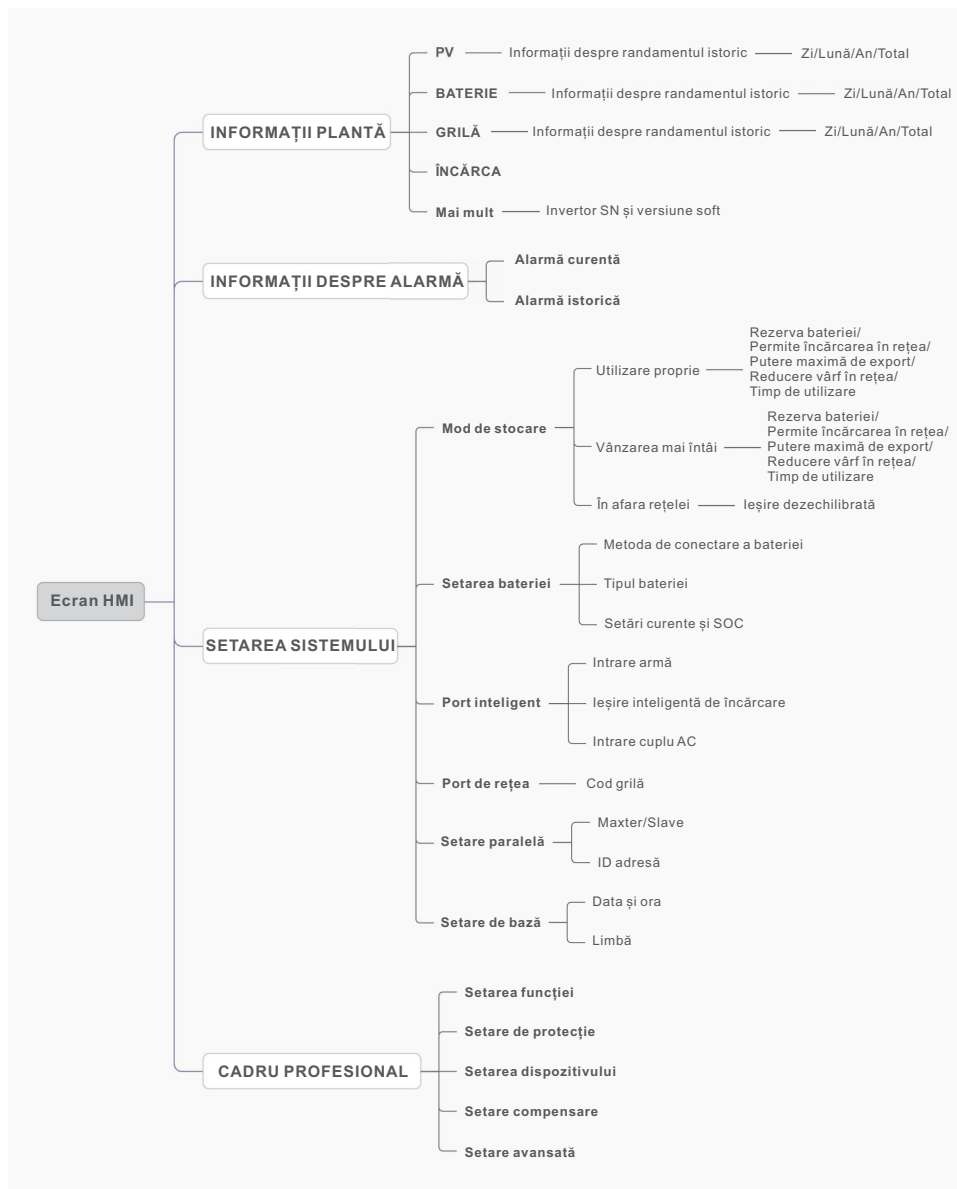 Ecran HMI
INFORMAȚII PLANTĂ
PV
Informații despre randamentul istoric
Zi/Lună/An/Total
BATERIE
Informații despre randamentul istoric
Zi/Lună/An/Total
GRILĂ
Informații despre randamentul istoric
Zi/Lună/An/Total
ÎNCĂRCA
Mai mult
Invertor SN și versiune soft
INFORMAȚII DESPRE ALARMĂ
Alarmă curentă
Alarmă istorică
SETAREA SISTEMULUI
Mod de stocare
Utilizare proprie
Rezerva bateriei/
Permite încărcarea în rețea/
Putere maximă de export/
Reducere vârf în rețea/
Timp de utilizare
Vânzarea mai întâi
Rezerva bateriei/
Permite încărcarea în rețea/
Putere maximă de export/
Reducere vârf în rețea/
Timp de utilizare
În afara rețelei
Ieșire dezechilibrată
Setarea bateriei
Metoda de conectare a bateriei
Tipul bateriei
Setări curente și SOC
Port inteligent
Intrare armă
Ieșire inteligentă de încărcare
Intrare cuplu AC
Port de rețea
Cod grilă
Setare paralelă
Maxter/Slave
ID adresă
Setare de bază
Data și ora
Limbă
CADRU PROFESIONAL
Setarea funcției
Setare de protecție
Setarea dispozitivului
Setare compensare
Setare avansată